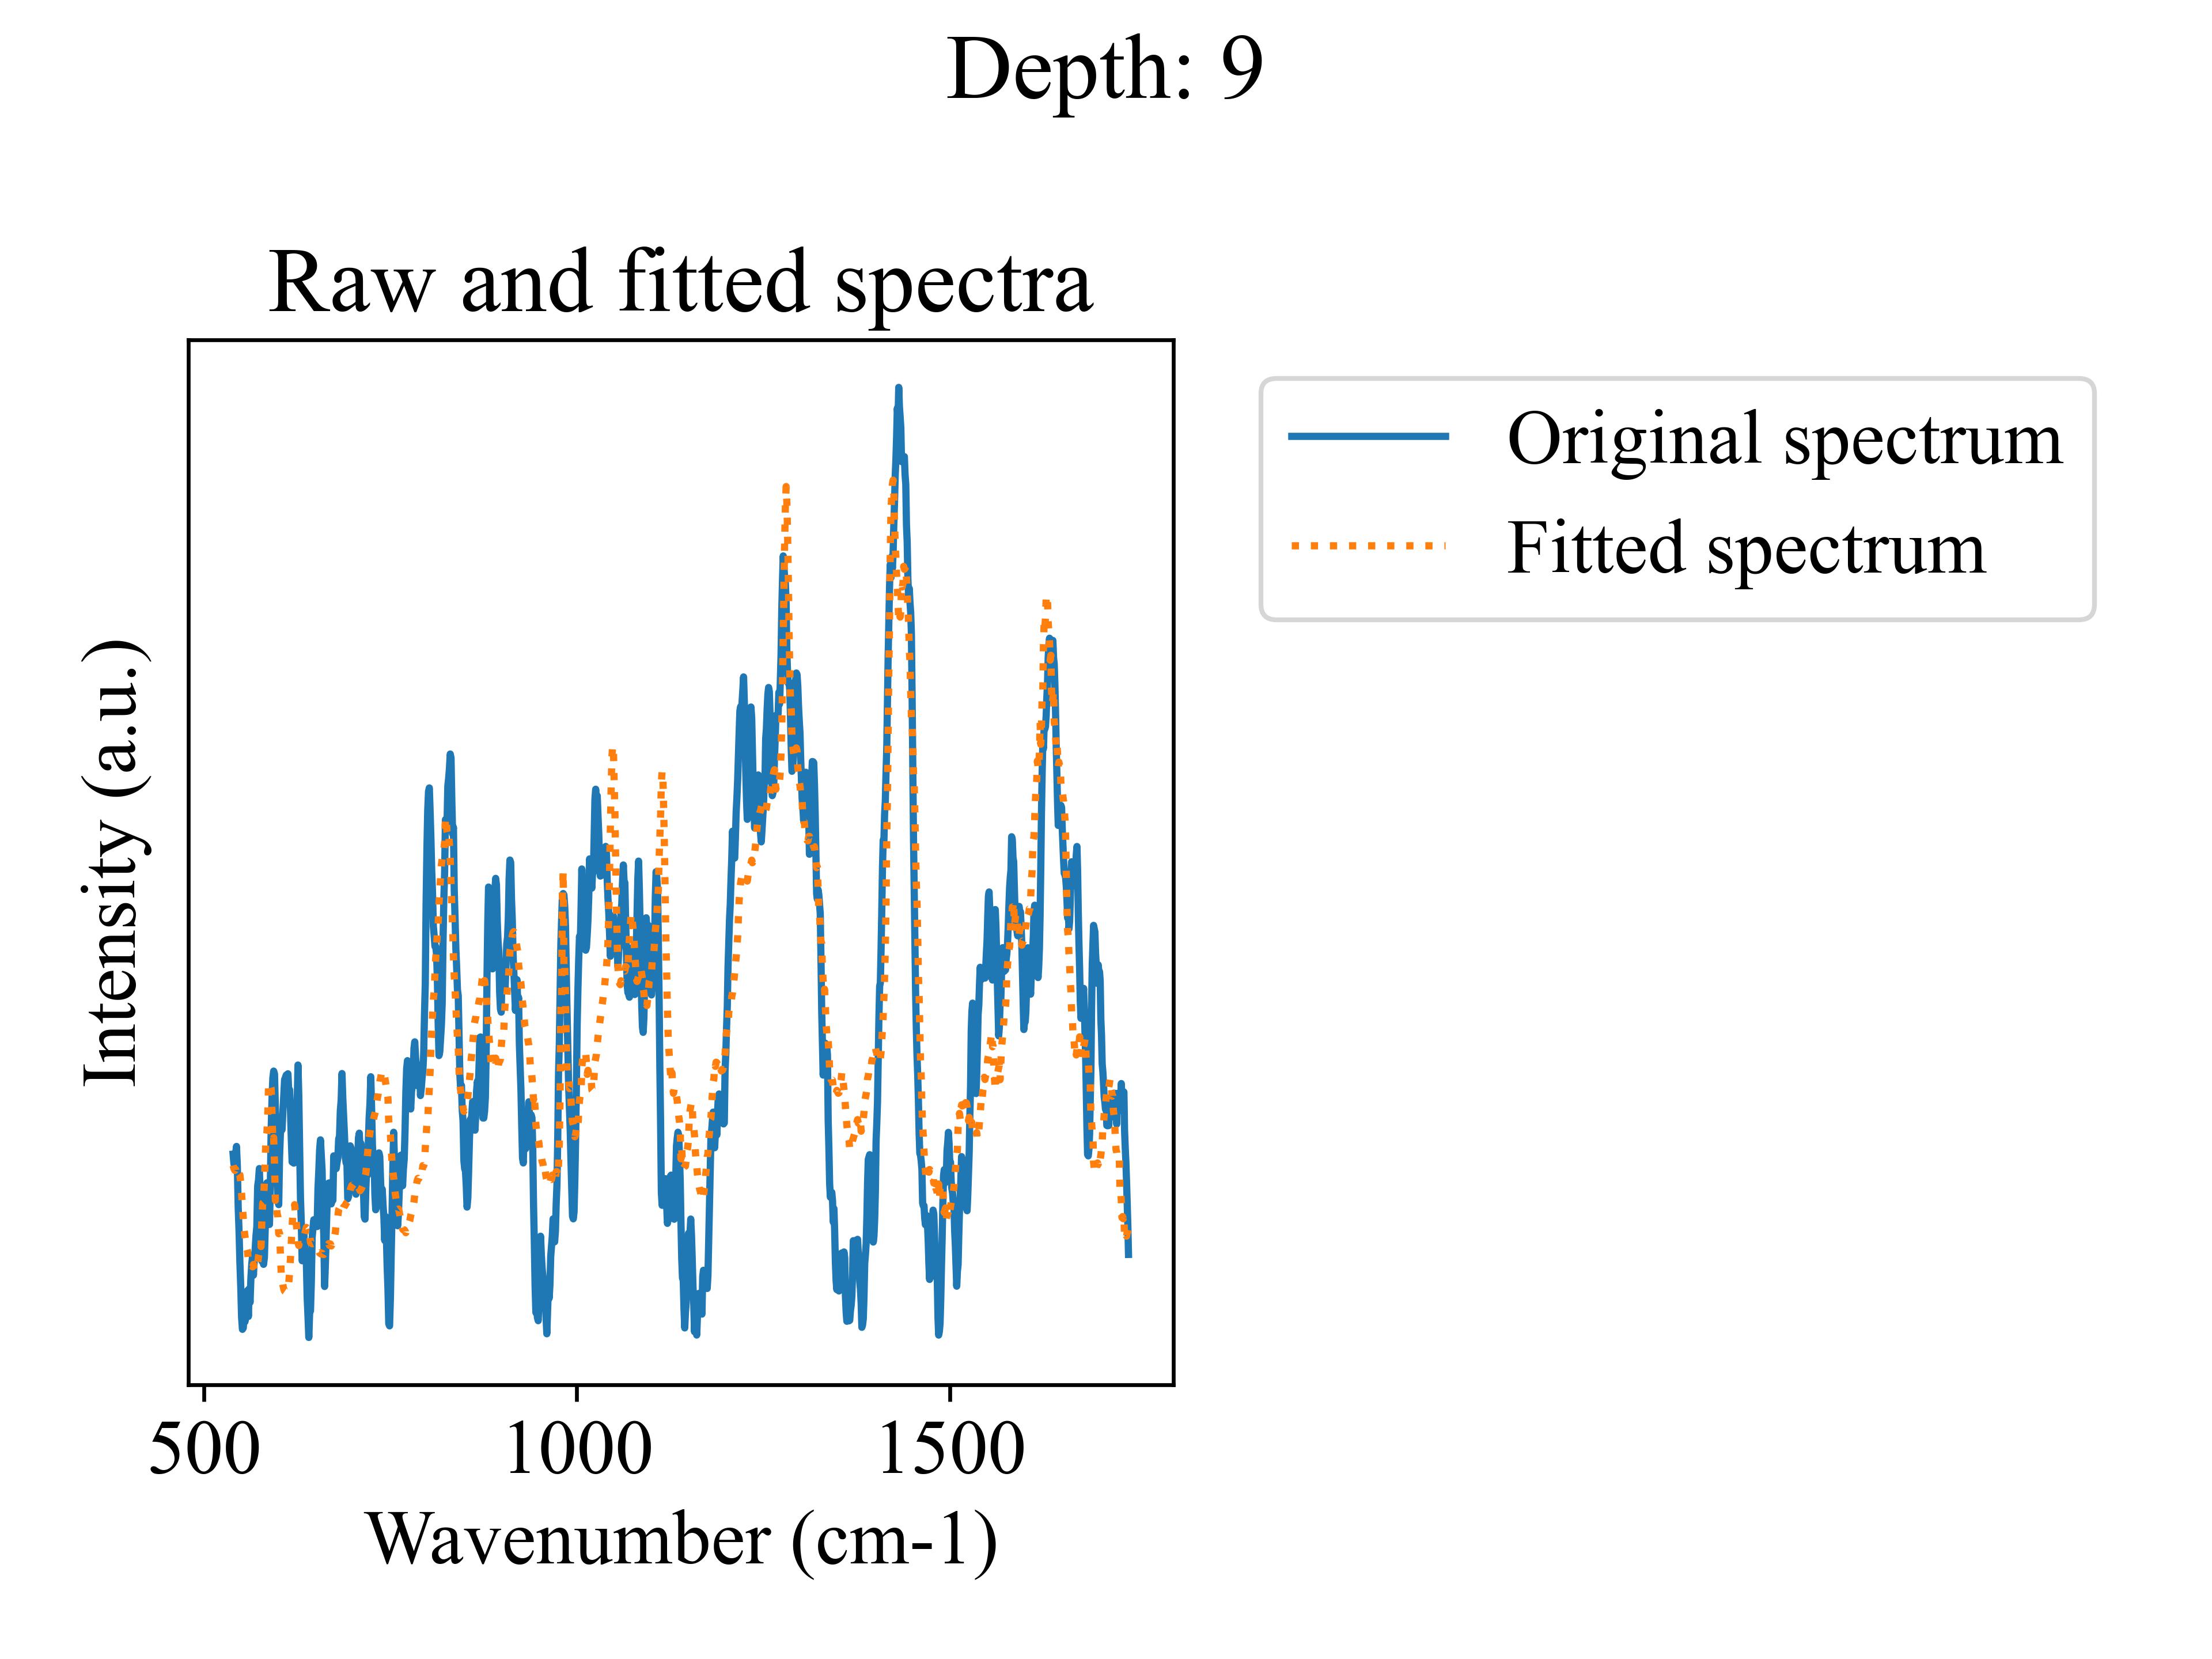 Depth: 9
Raw and fitted spectra
Original spectrum
Fitted spectrum
Intensity (a.u.)
500 1000 1500
Wavenumber (cm-1)